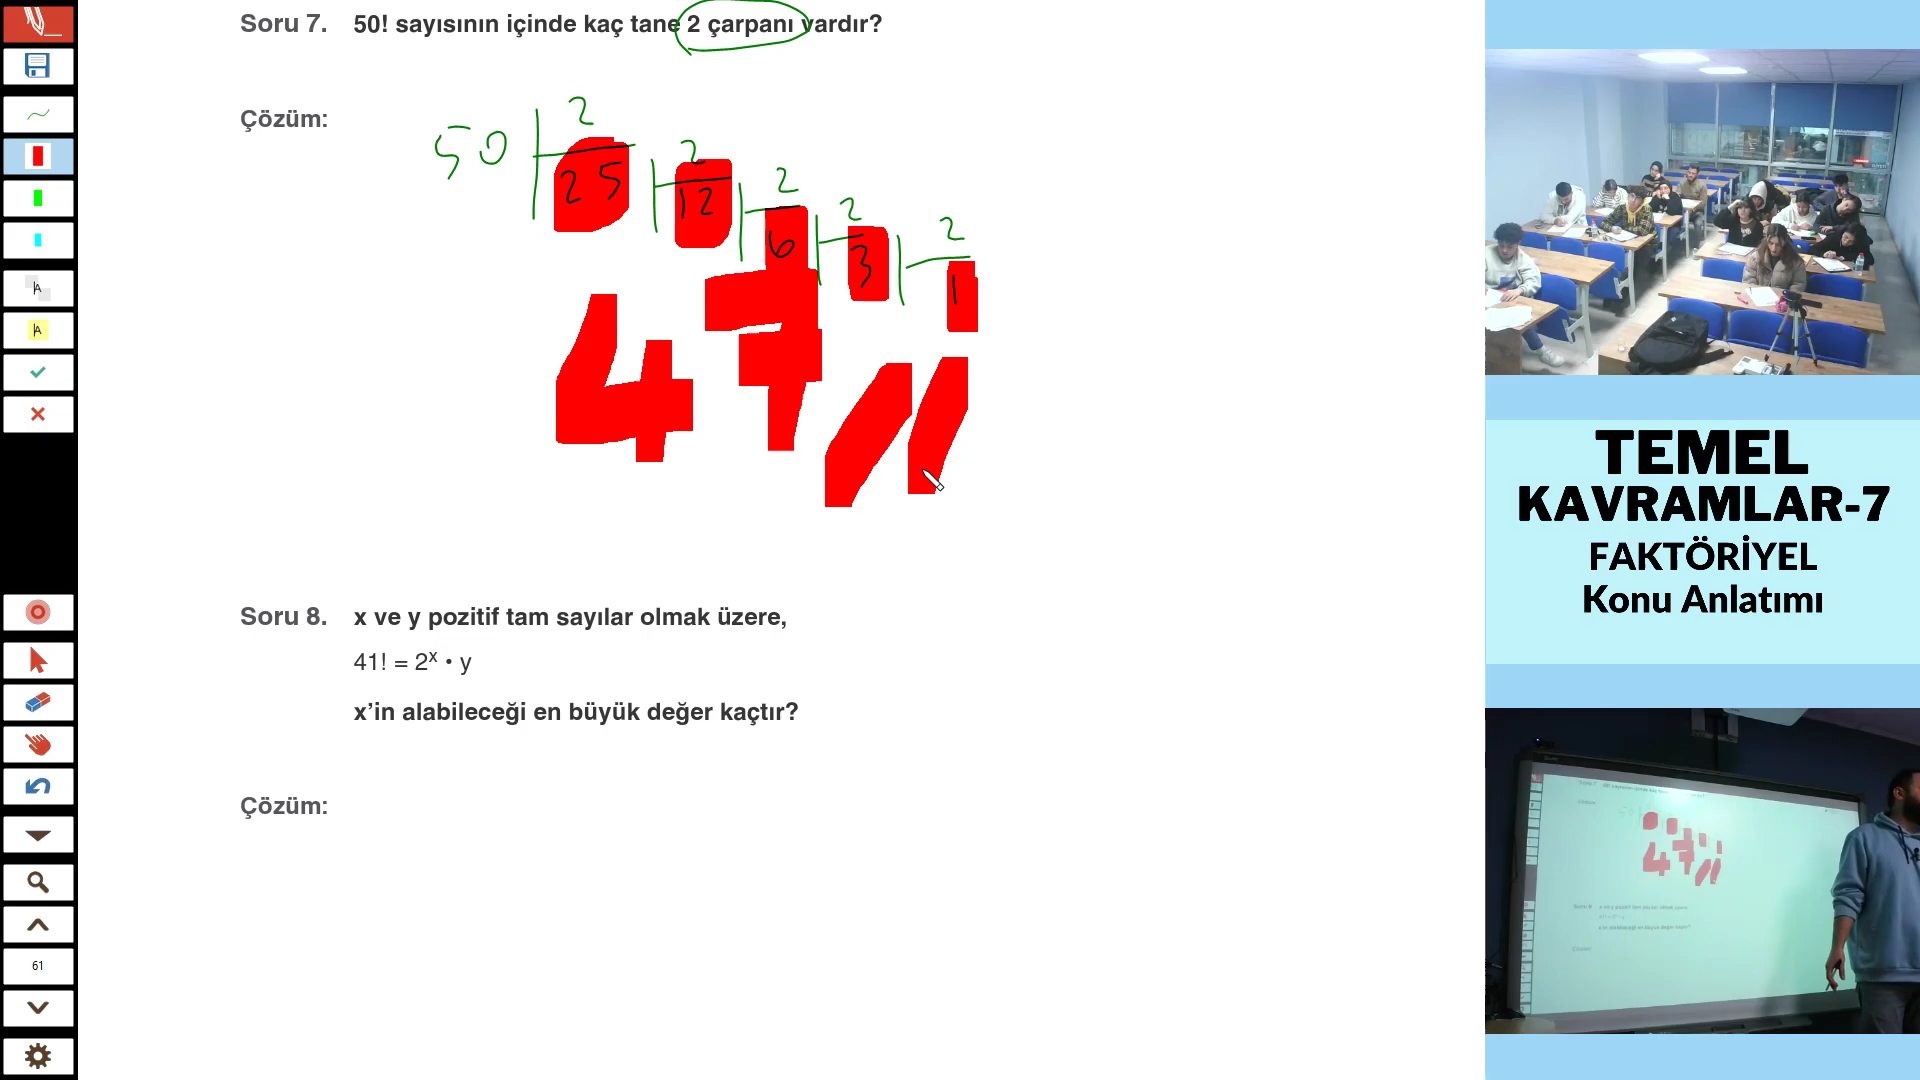 Soru 7. 50! sayısının içinde kaç tane 2 çarpanı vardır?
Çözüm:
50 2
25 2
12 2
6 2
3 2
1
47 //
Soru 8. x ve y pozitif tam sayılar olmak üzere,
41! = 2ˣ • y
x’in alabileceği en büyük değer kaçtır?
Çözüm:
A
A
61
TEMEL
KAVRAMLAR-7
FAKTÖRİYEL
Konu Anlatımı